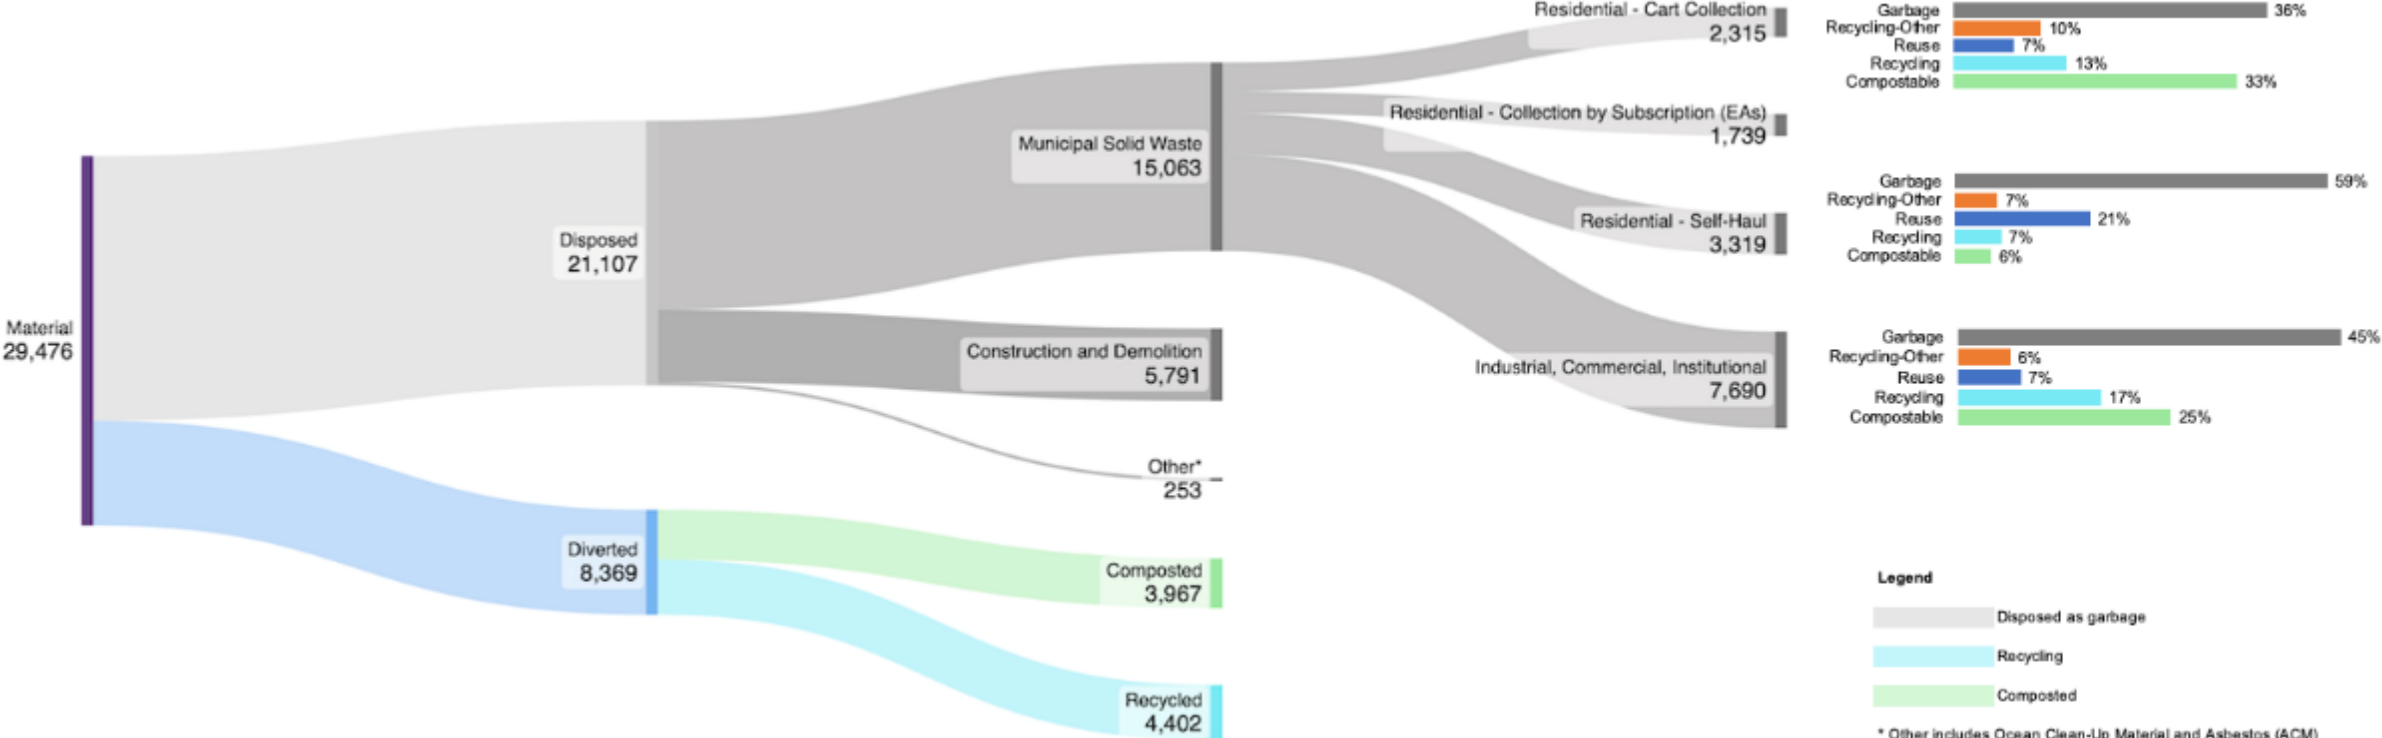 Material
29,476
Disposed
21,107
Diverted
8,369
Municipal Solid Waste
15,063
Construction and Demolition
5,791
Other*
253
Composted
3,967
Recycled
4,402
Residential - Cart Collection
2,315
Residential - Collection by Subscription (EAs)
1,739
Residential - Self-Haul
3,319
Industrial, Commercial, Institutional
7,690
Garbage 36%
Recycling-Other 10%
Reuse 7%
Recycling 13%
Compostable 33%
Garbage 59%
Recycling-Other 7%
Reuse 21%
Recycling 7%
Compostable 6%
Garbage 45%
Recycling-Other 6%
Reuse 7%
Recycling 17%
Compostable 25%
Legend
Disposed as garbage
Recycling
Composted
* Other includes Ocean Clean-Up Material and Asbestos (ACM)